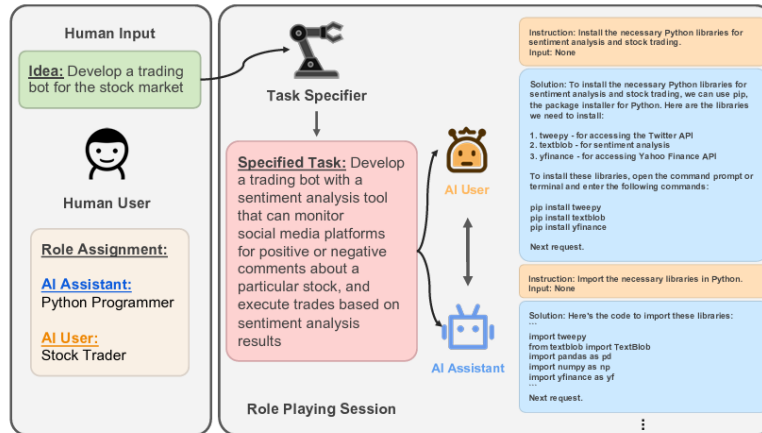 Human Input
Idea: Develop a trading
bot for the stock market
Human User
Role Assignment:
AI Assistant:
Python Programmer
AI User:
Stock Trader
Task Specifier
Specified Task: Develop
a trading bot with a
sentiment analysis tool
that can monitor
social media platforms
for positive or negative
comments about a
particular stock, and
execute trades based on
sentiment analysis
results
AI User
AI Assistant
Role Playing Session
Instruction: Install the necessary Python libraries for
sentiment analysis and stock trading.
Input: None
Solution: To install the necessary Python libraries for
sentiment analysis and stock trading, we can use pip,
the package installer for Python. Here are the libraries
we need to install:
1. tweepy - for accessing the Twitter API
2. textblob - for sentiment analysis
3. yfinance - for accessing Yahoo Finance API
To install these libraries, open the command prompt or
terminal and enter the following commands:
pip install tweepy
pip install textblob
pip install yfinance
Next request.
Instruction: Import the necessary libraries in Python.
Input: None
Solution: Here's the code to import these libraries:
```
import tweepy
from textblob import TextBlob
import pandas as pd
import numpy as np
import yfinance as yf
```
Next request.